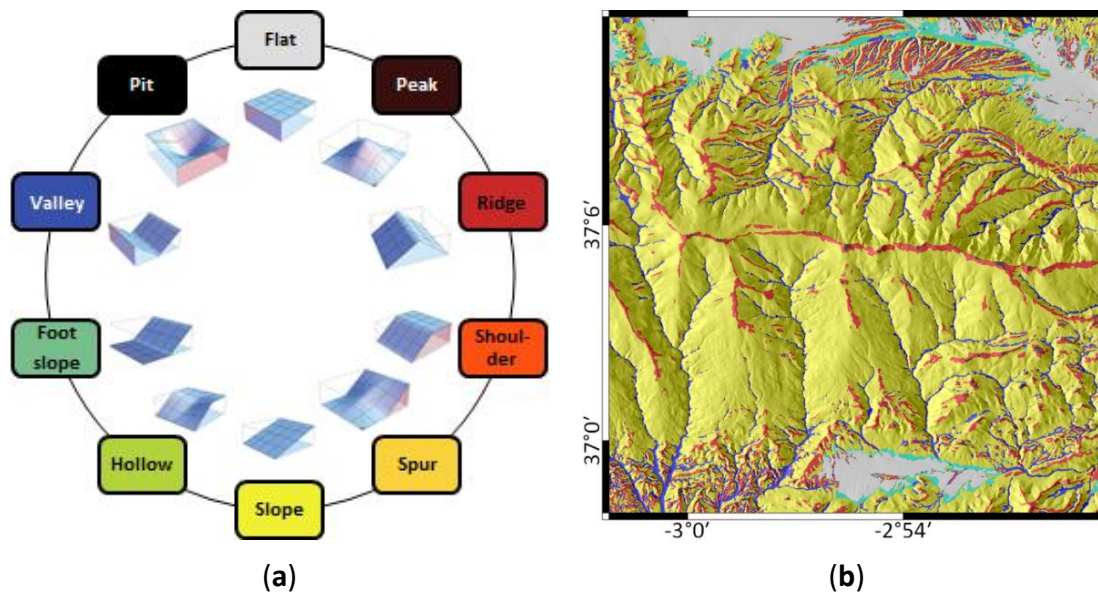 Flat
Pit
Peak
Valley
Ridge
Foot
slope
Shoul-
der
Hollow
Spur
Slope
(a)
37°6′
37°0′
-3°0′
-2°54′
(b)